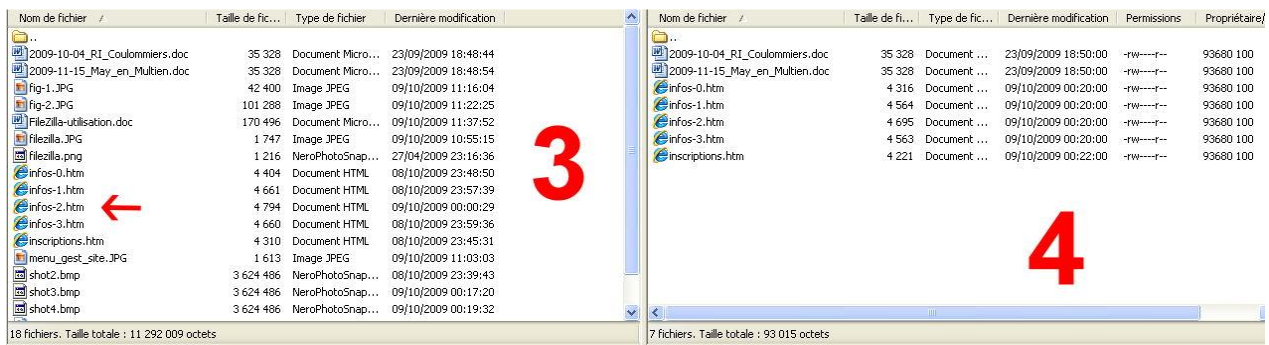 Nom de fichier Taille de fic... Type de fichier Dernière modification
..
2009-10-04_RI_Coulommiers.doc 35 328 Document Micro... 23/09/2009 18:48:44
2009-11-15_May_en_Multien.doc 35 328 Document Micro... 23/09/2009 18:48:54
fig-1.JPG 42 400 Image JPEG 09/10/2009 11:16:04
fig-2.JPG 101 288 Image JPEG 09/10/2009 11:22:25
FileZilla-utilisation.doc 170 496 Document Micro... 09/10/2009 11:37:52
filezilla.JPG 1 747 Image JPEG 09/10/2009 10:55:15
filezilla.png 1 216 NeroPhotoSnap... 27/04/2009 23:16:36
infos-0.htm 4 404 Document HTML 08/10/2009 23:48:50
infos-1.htm 4 661 Document HTML 08/10/2009 23:57:39
infos-2.htm 4 794 Document HTML 09/10/2009 00:00:29
infos-3.htm 4 660 Document HTML 08/10/2009 23:59:36
inscriptions.htm 4 310 Document HTML 08/10/2009 23:45:31
menu_gest_site.JPG 1 613 Image JPEG 09/10/2009 11:03:03
shot2.bmp 3 624 486 NeroPhotoSnap... 08/10/2009 23:39:43
shot3.bmp 3 624 486 NeroPhotoSnap... 09/10/2009 00:17:20
shot4.bmp 3 624 486 NeroPhotoSnap... 09/10/2009 00:19:32
18 fichiers. Taille totale : 11 292 009 octets
3
Nom de fichier Taille de fi... Type de fic... Dernière modification Permissions Propriétaire/
..
2009-10-04_RI_Coulommiers.doc 35 328 Document ... 23/09/2009 18:50:00 -rw----r-- 93680 100
2009-11-15_May_en_Multien.doc 35 328 Document ... 23/09/2009 18:50:00 -rw----r-- 93680 100
infos-0.htm 4 316 Document ... 09/10/2009 00:20:00 -rw----r-- 93680 100
infos-1.htm 4 564 Document ... 09/10/2009 00:20:00 -rw----r-- 93680 100
infos-2.htm 4 695 Document ... 09/10/2009 00:20:00 -rw----r-- 93680 100
infos-3.htm 4 563 Document ... 09/10/2009 00:20:00 -rw----r-- 93680 100
inscriptions.htm 4 221 Document ... 09/10/2009 00:22:00 -rw----r-- 93680 100
4
7 fichiers. Taille totale : 93 015 octets